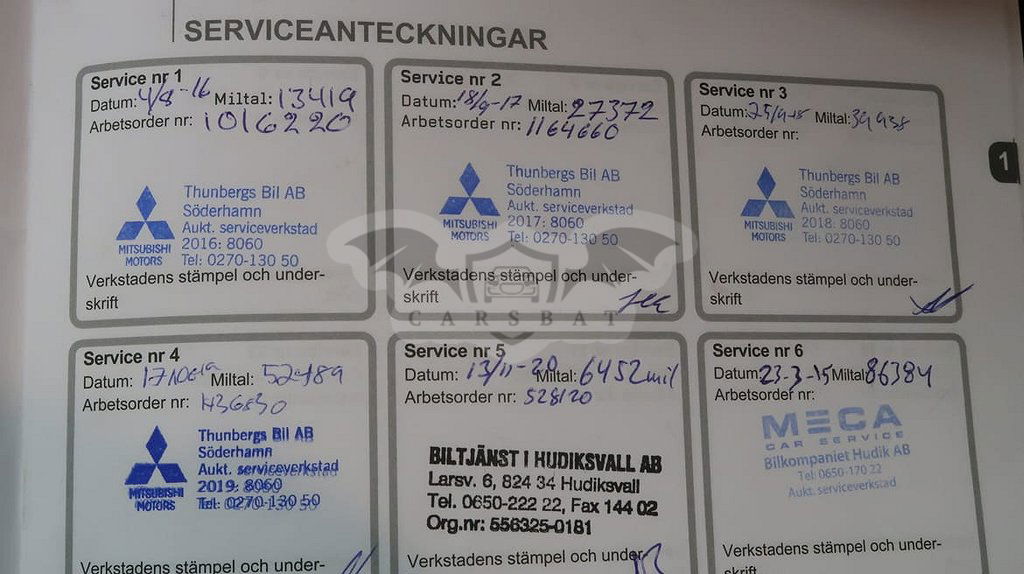 SERVICEANTECKNINGAR
Service nr 1
Datum: 4/8-16 Miltal: 13419
Arbetsorder nr: 1016220
MITSUBISHI MOTORS
Thunbergs Bil AB
Söderhamn
Aukt. serviceverkstad
2016: 8060
Tel: 0270-130 50
Verkstadens stämpel och under-
skrift
Service nr 2
Datum: 18/9-17 Miltal: 27372
Arbetsorder nr: 1164660
MITSUBISHI MOTORS
Thunbergs Bil AB
Söderhamn
Aukt. serviceverkstad
2017: 8060
Tel: 0270-130 50
Verkstadens stämpel och under-
skrift
Service nr 3
Datum: Miltal: 39938
Arbetsorder nr:
MITSUBISHI MOTORS
Thunbergs Bil AB
Söderhamn
Aukt. serviceverkstad
2018: 8060
Tel: 0270-130 50
Verkstadens stämpel och under-
skrift
1
CARSBAT
Service nr 4
Datum: Miltal: 52489
Arbetsorder nr:
MITSUBISHI MOTORS
Thunbergs Bil AB
Söderhamn
Aukt. serviceverkstad
2019: 8060
Tel: 0270-130 50
Verkstadens stämpel och under-
Service nr 5
Datum: 13/11-20 Miltal: 6452 mil
Arbetsorder nr: 528120
BILTJÄNST I HUDIKSVALL AB
Larsv. 6, 824 34 Hudiksvall
Tel. 0650-222 22, Fax 144 02
Org.nr: 556325-0181
Verkstadens stämpel och under
Service nr 6
Datum 23-3-15 Miltal 86384
Arbetsorder nr:
MECA
CAR SERVICE
Bilkompaniet Hudik AB
Tel: 0650-170 22
Aukt. serviceverkstad
Verkstadens stämpel och under-
skrift